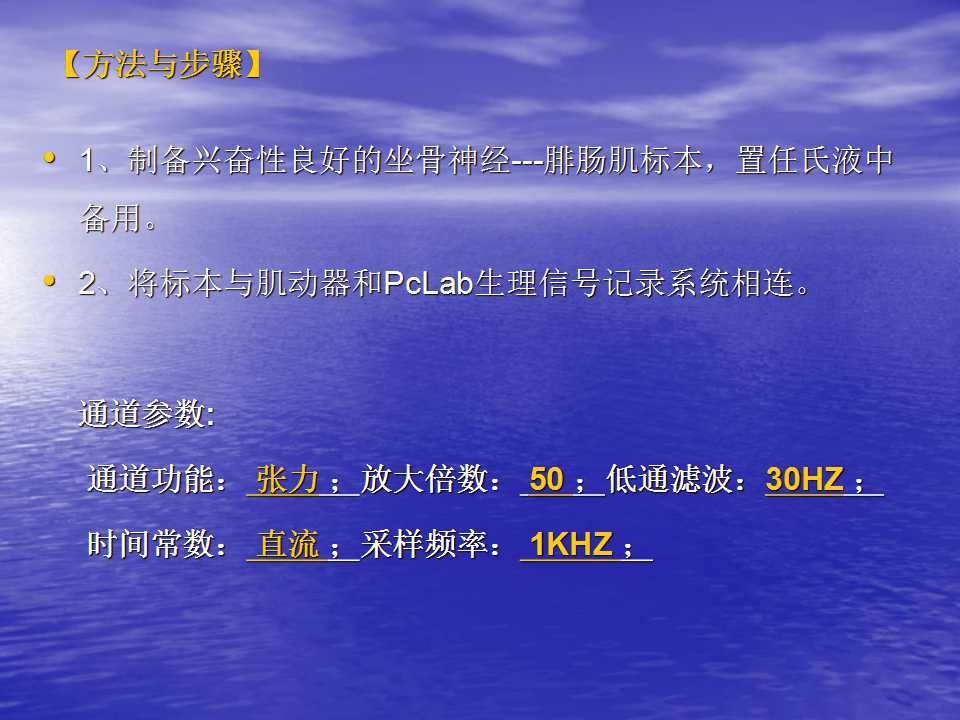 【方法与步骤】
• 1、制备兴奋性良好的坐骨神经---腓肠肌标本，置任氏液中
备用。
• 2、将标本与肌动器和PcLab生理信号记录系统相连。
通道参数:
通道功能： 张力 ；放大倍数： 50 ；低通滤波：30HZ ；
时间常数： 直流 ；采样频率： 1KHZ ；